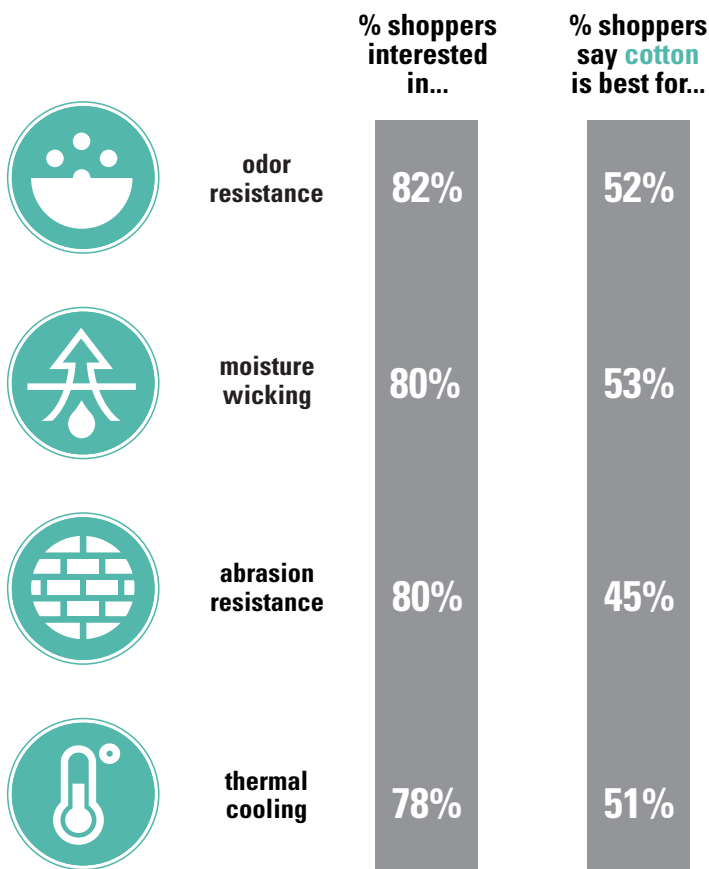 % shoppers
interested
in...
% shoppers
say cotton
is best for...
odor
resistance
82%
52%
moisture
wicking
80%
53%
abrasion
resistance
80%
45%
thermal
cooling
78%
51%